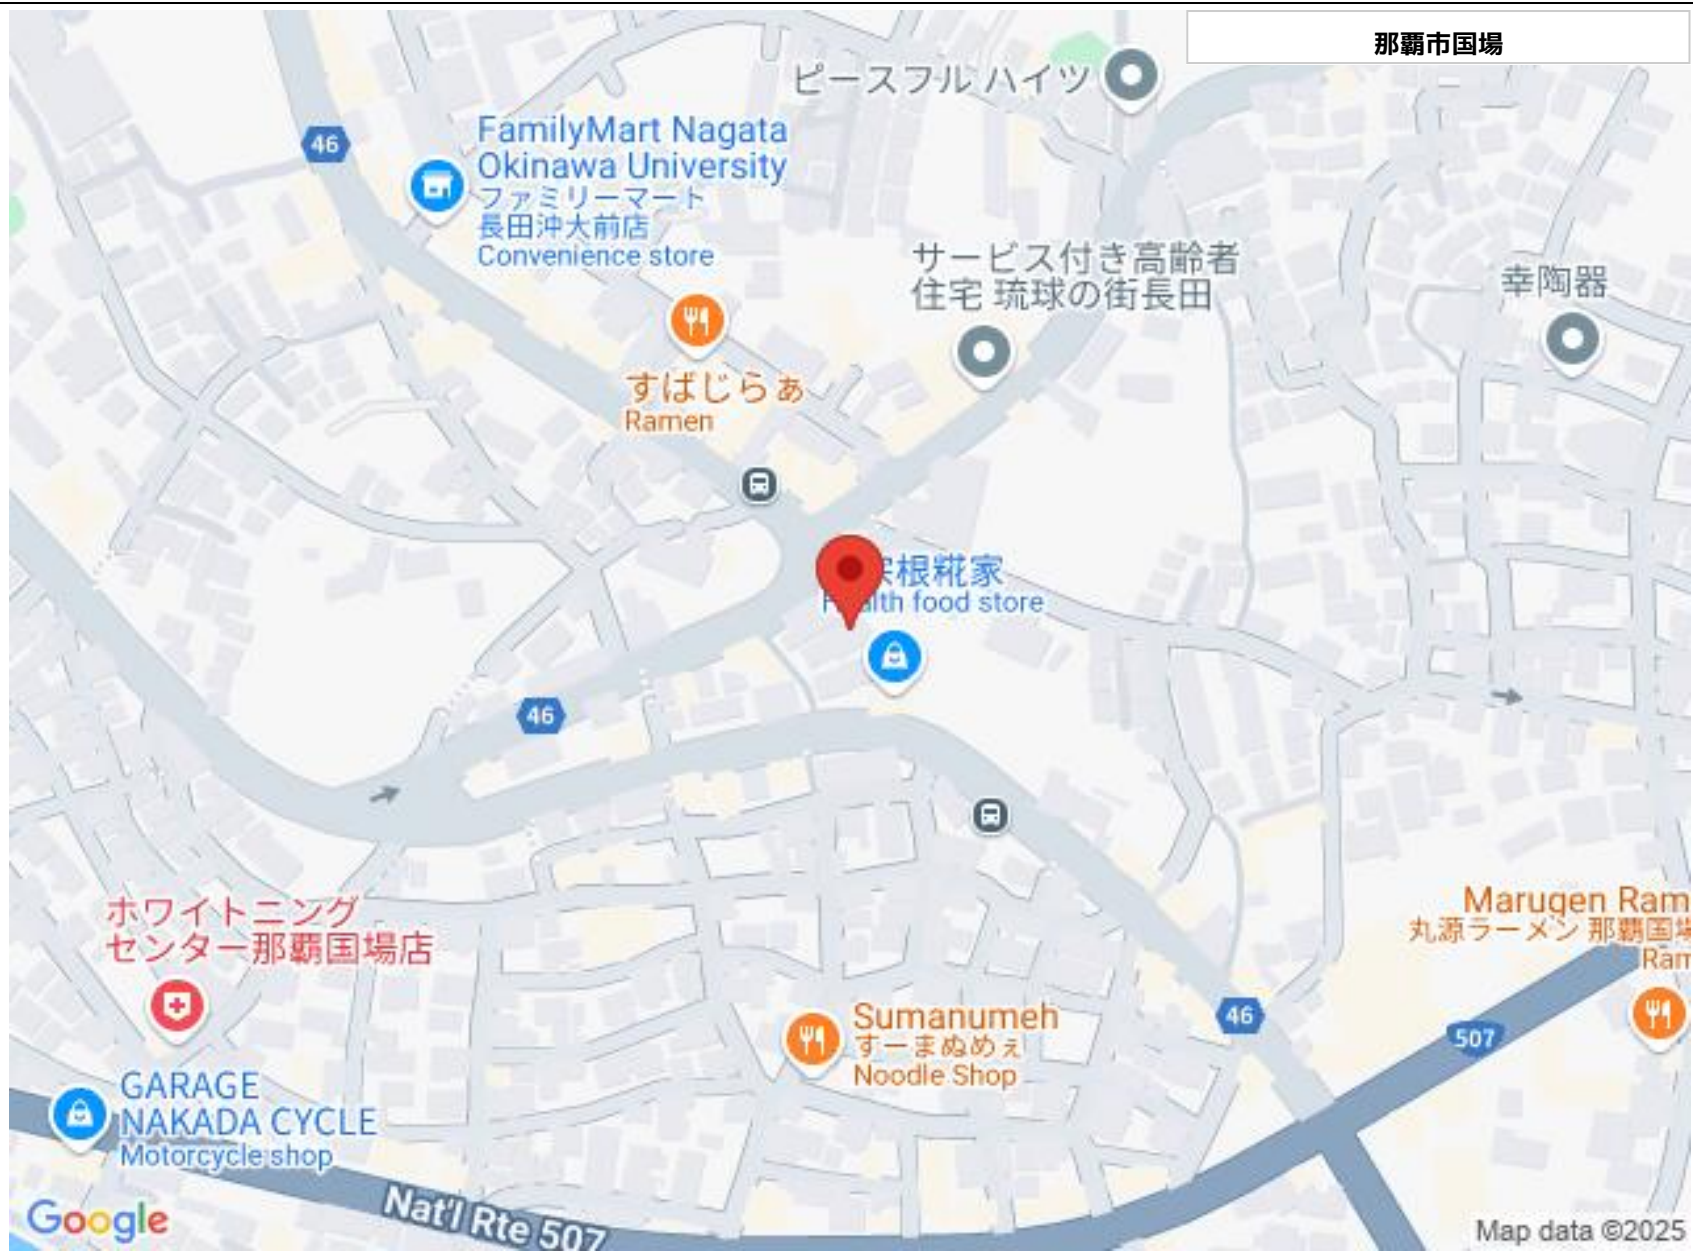 那覇市国場
ピースフル ハイツ
46
FamilyMart Nagata
Okinawa University
ファミリーマート
長田沖大前店
Convenience store
サービス付き高齢者
住宅 琉球の街長田
幸陶器
すばじらぁ
Ramen
根糀家
food store
46
ホワイトニング
センター那覇国場店
Marugen Ram
丸源ラーメン 那覇国場
Ram
Sumanumeh
すーまぬめぇ
Noodle Shop
46
507
GARAGE
NAKADA CYCLE
Motorcycle shop
Nat'l Rte 507
Google
Map data ©2025